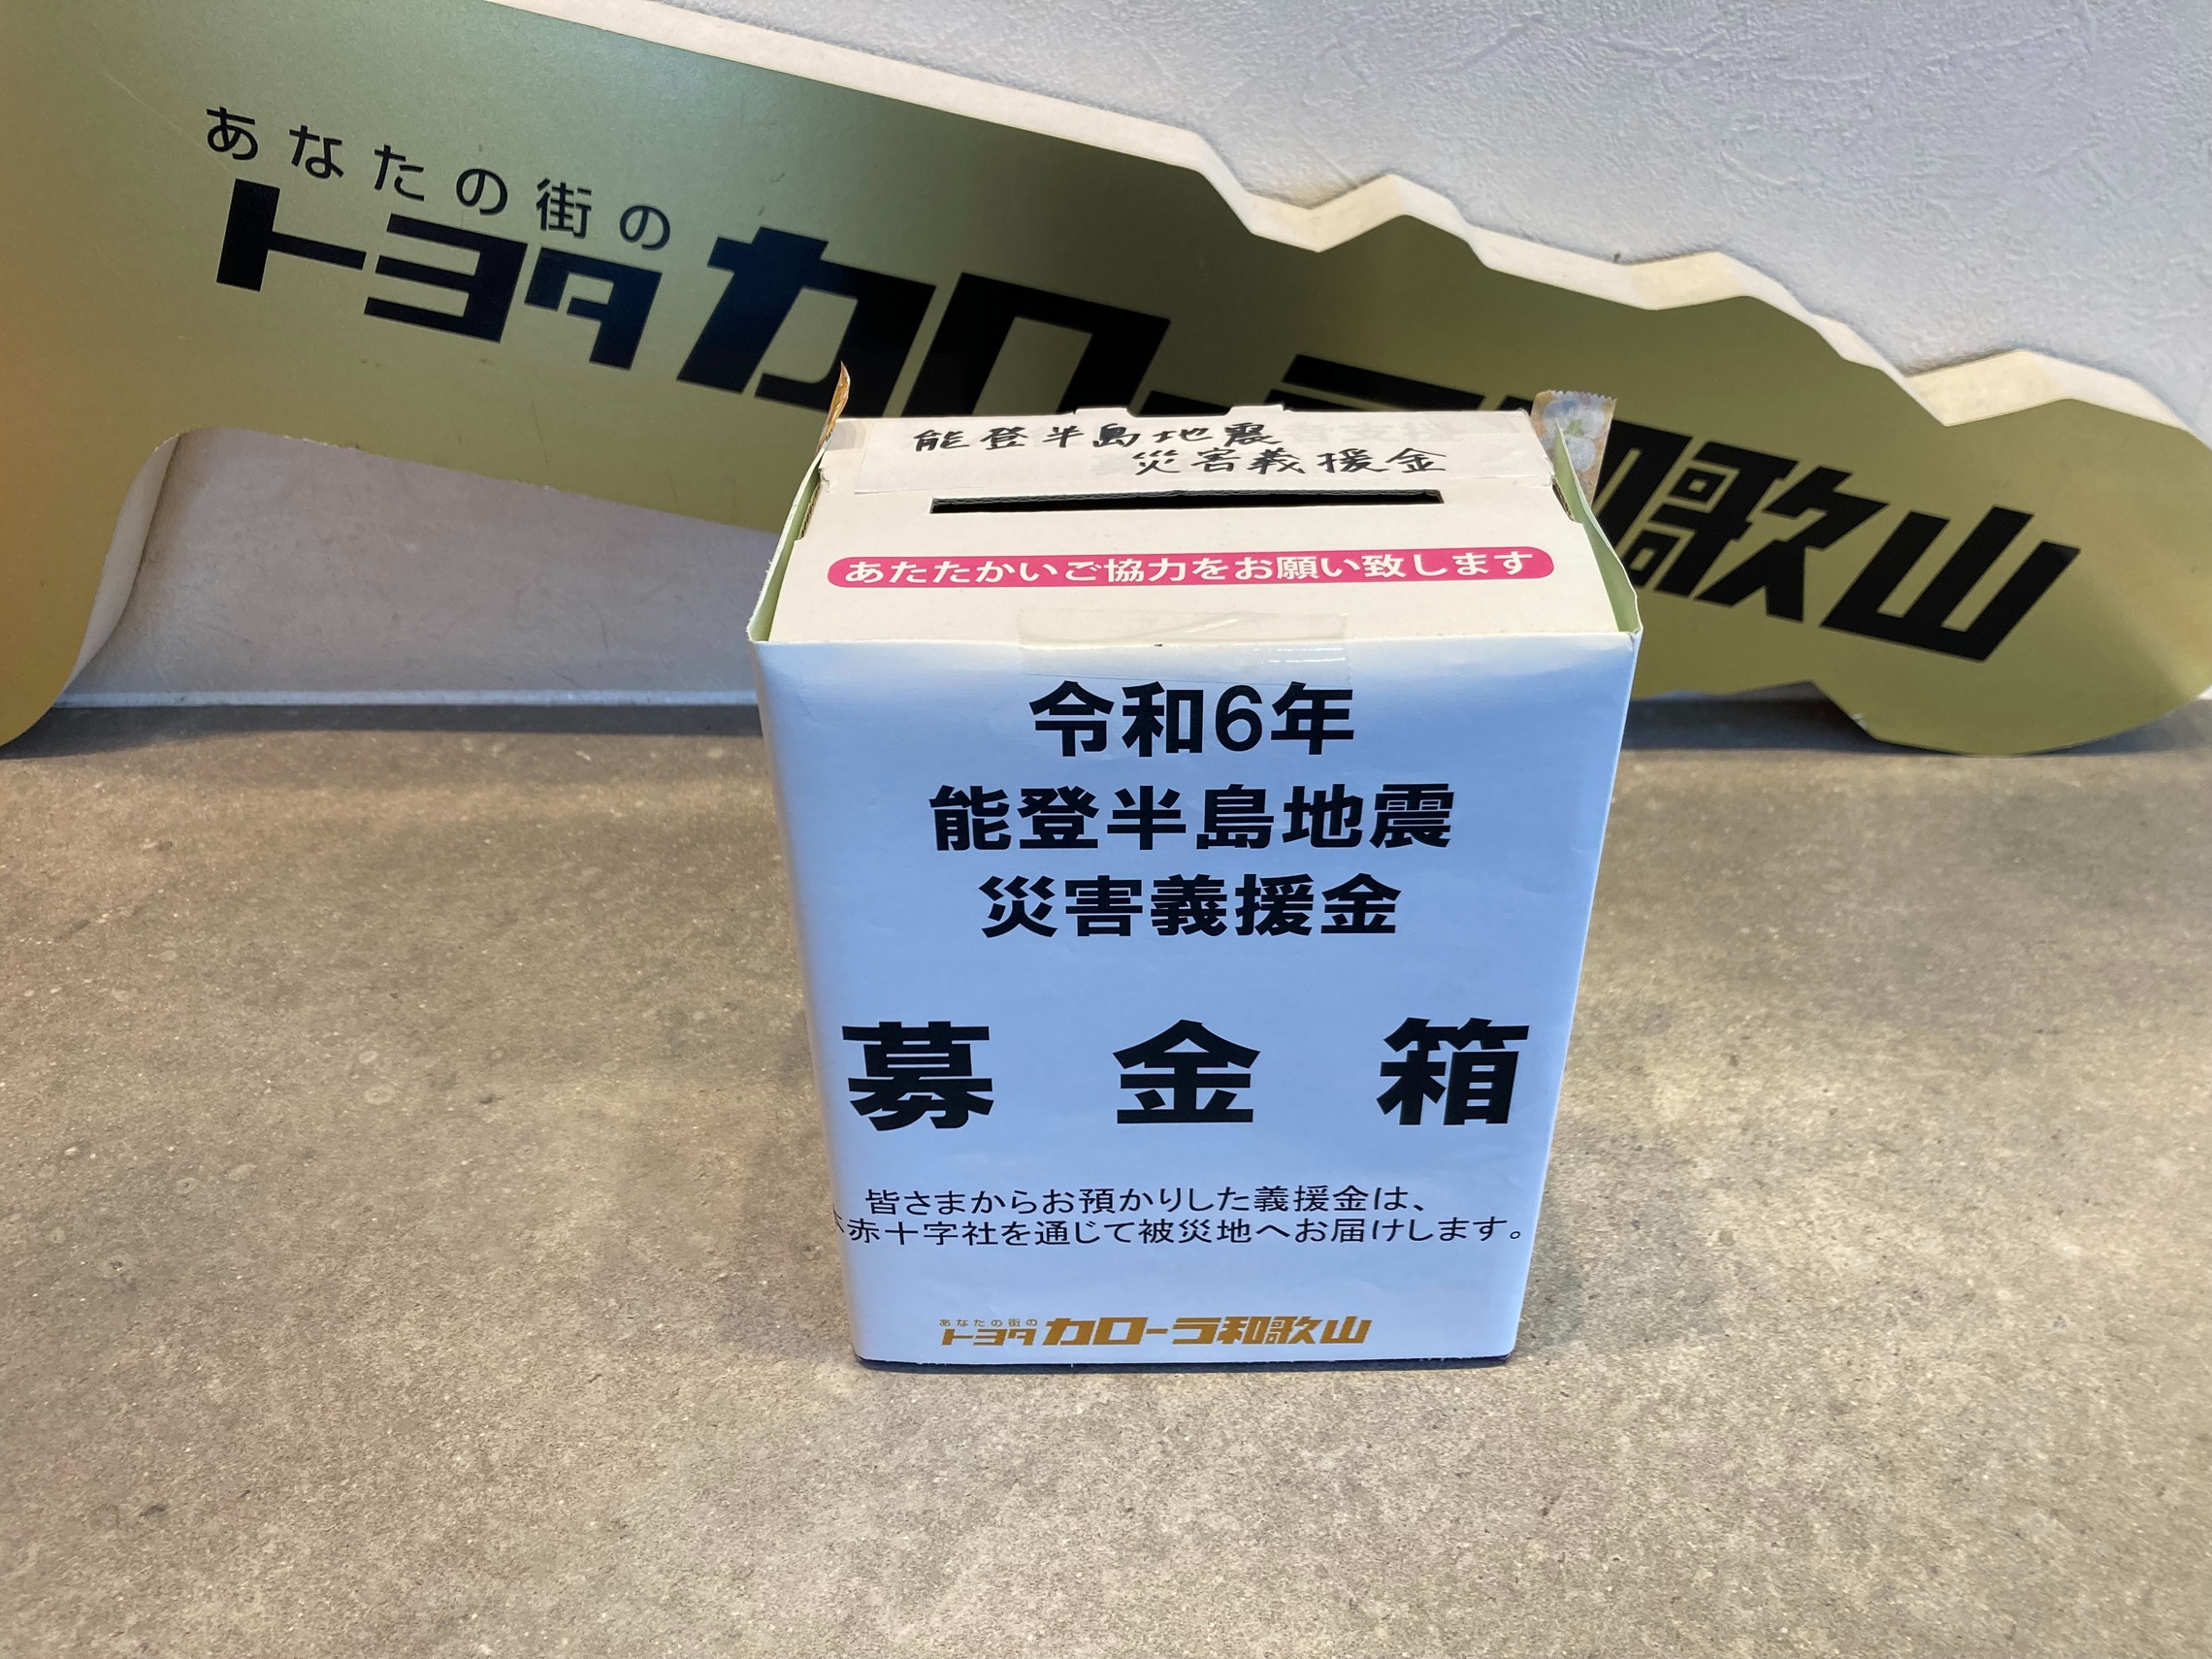 あなたの街の
トヨタ カローラ和歌山
能登半島地震
災害義援金
あたたかいご協力をお願い致します
令和6年
能登半島地震
災害義援金
募金箱
皆さまからお預かりした義援金は、
赤十字社を通じて被災地へお届けします。
あなたの街の
トヨタ カローラ和歌山